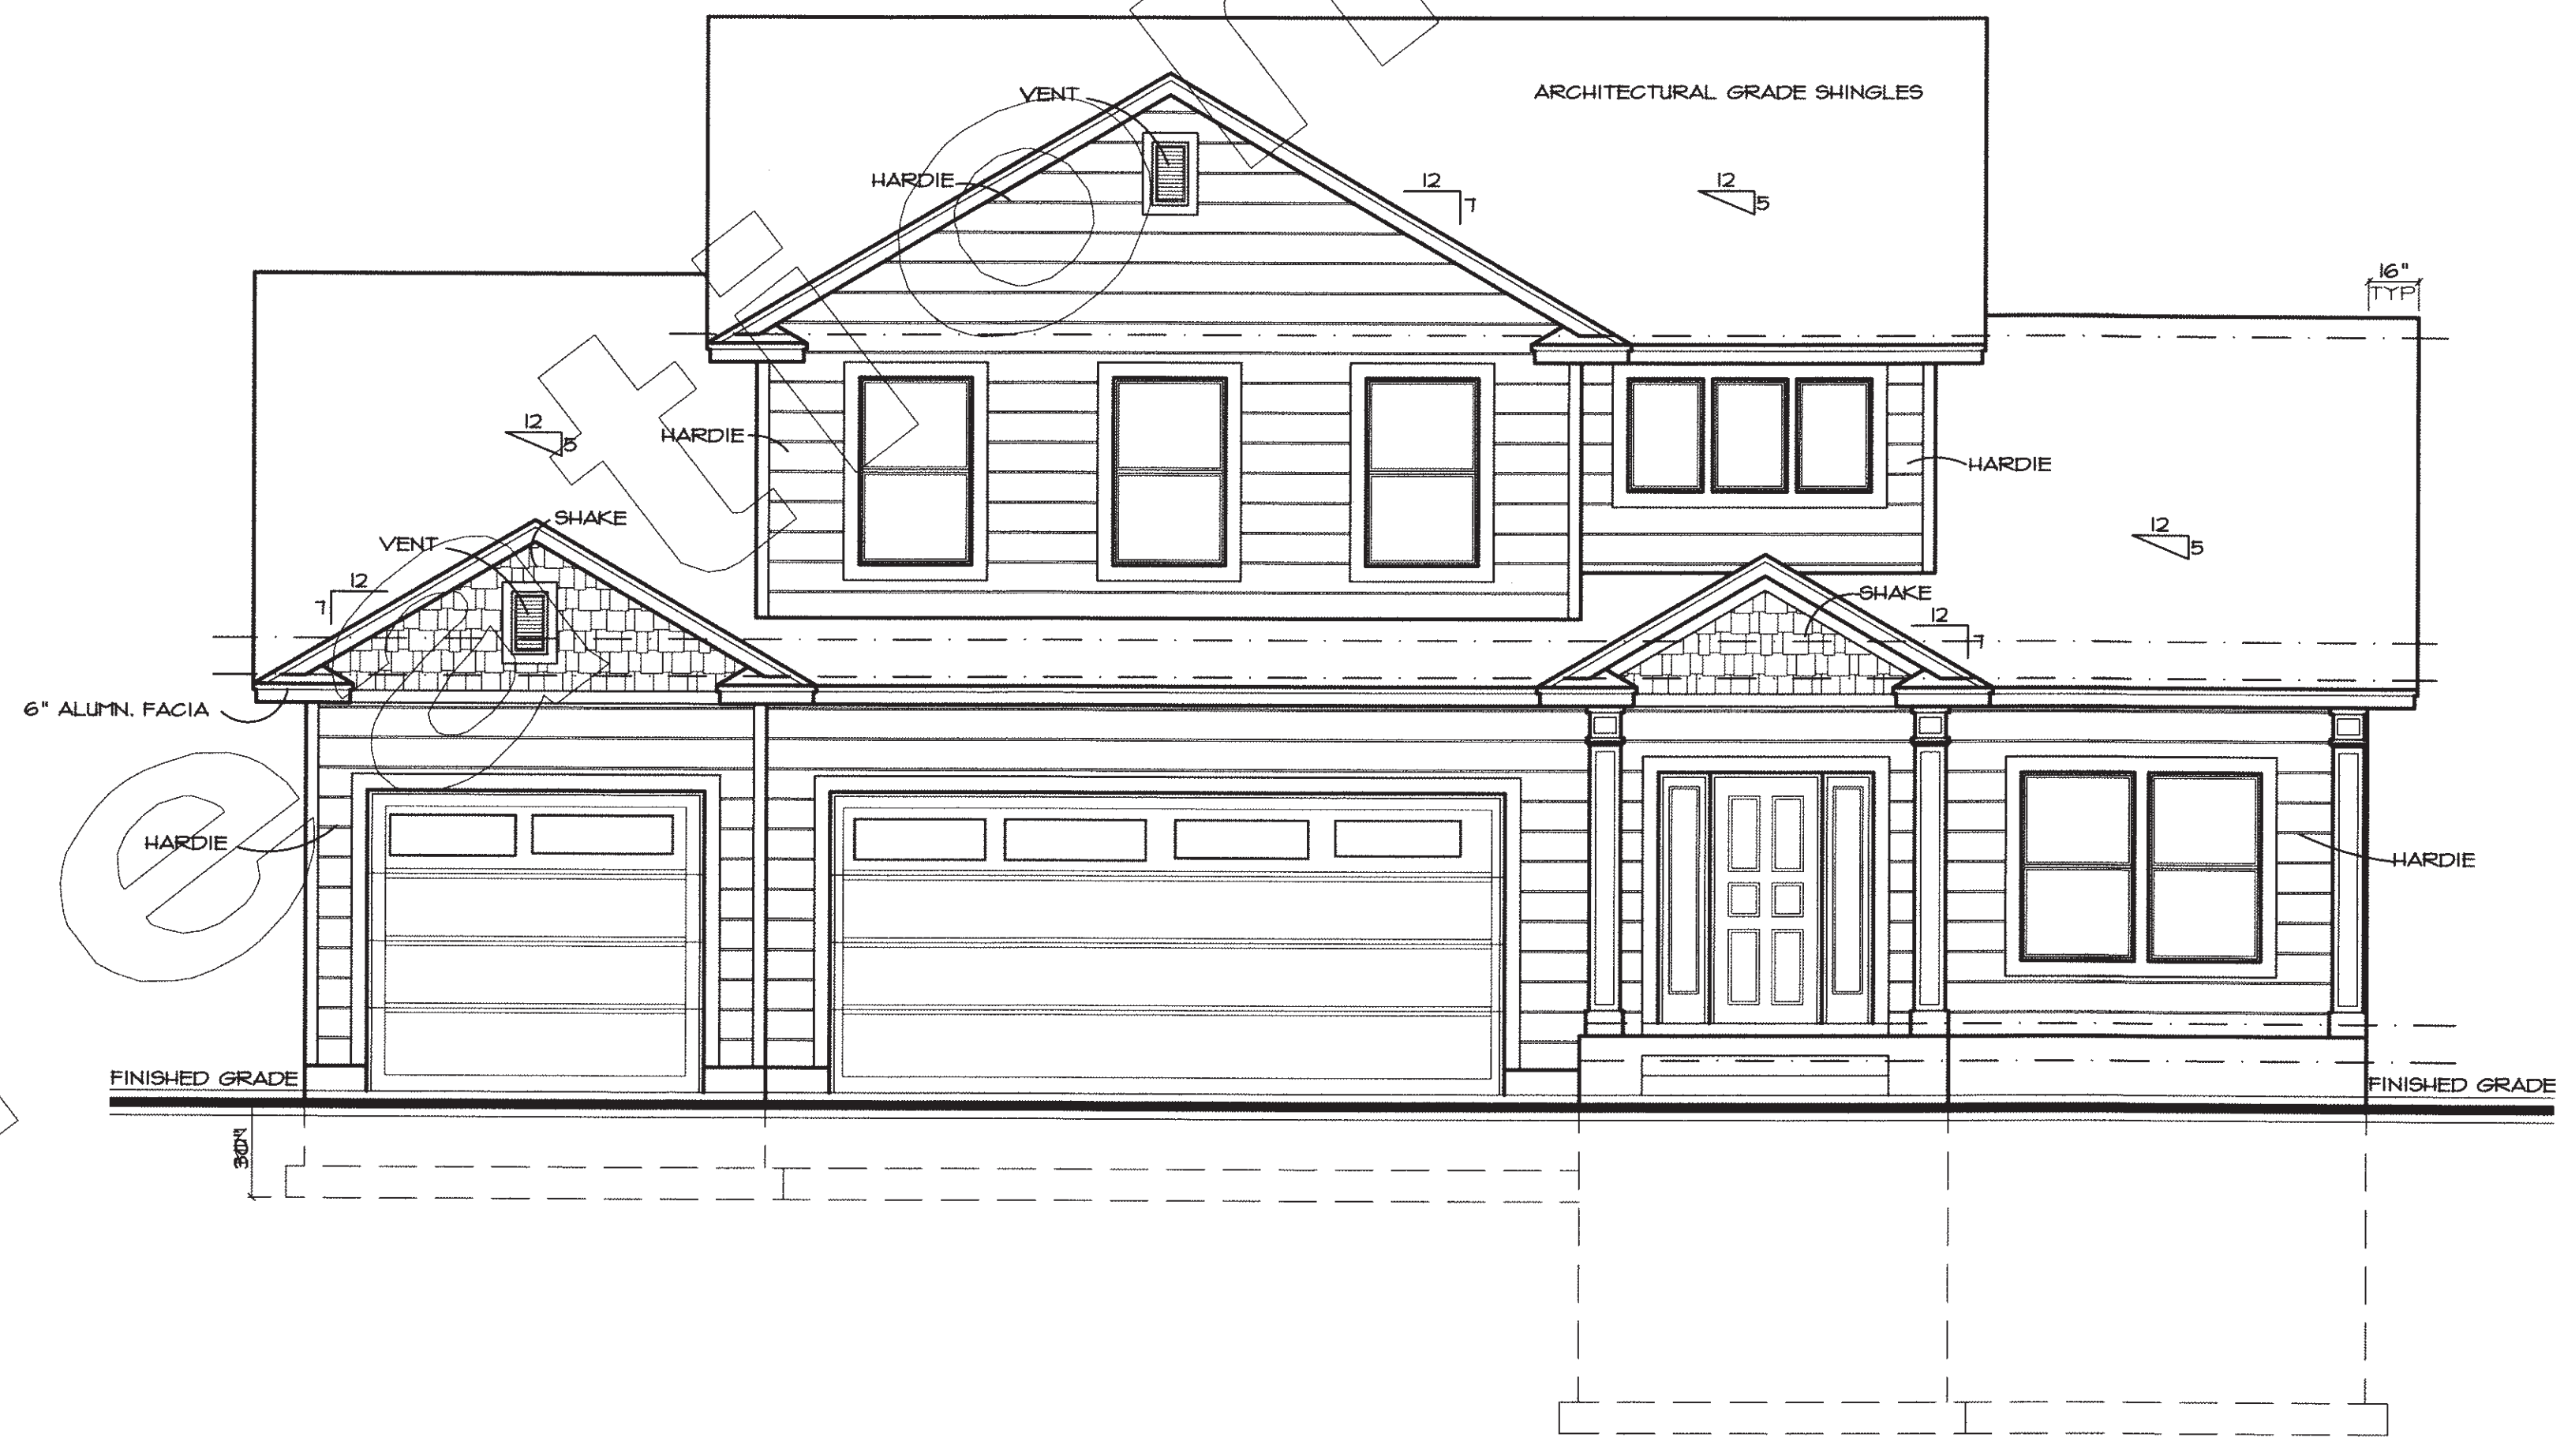 VENT
ARCHITECTURAL GRADE SHINGLES
HARDIE
12
7
12
5
16"
TYP
12
5
HARDIE
HARDIE
SHAKE
VENT
12
5
12
7
SHAKE
12
7
6" ALUMN. FACIA
HARDIE
HARDIE
FINISHED GRADE
FINISHED GRADE